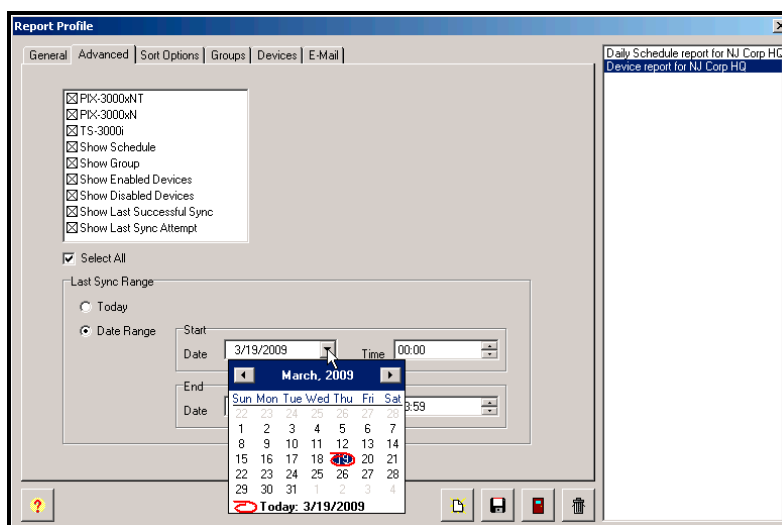 Report Profile
General Advanced Sort Options Groups Devices E-Mail
PIX-3000xNT
PIX-3000xN
TS-3000i
Show Schedule
Show Group
Show Enabled Devices
Show Disabled Devices
Show Last Successful Sync
Show Last Sync Attempt
Select All
Last Sync Range
Today
Date Range
Start
Date 3/19/2009 Time 00:00
End
Date 3:59
March, 2009
Sun Mon Tue Wed Thu Fri Sat
22 23 24 25 26 27 28
1 2 3 4 5 6 7
8 9 10 11 12 13 14
15 16 17 18 19 20 21
22 23 24 25 26 27 28
29 30 31 1 2 3 4
Today: 3/19/2009
?
Daily Schedule report for NJ Corp HQ
Device report for NJ Corp HQ